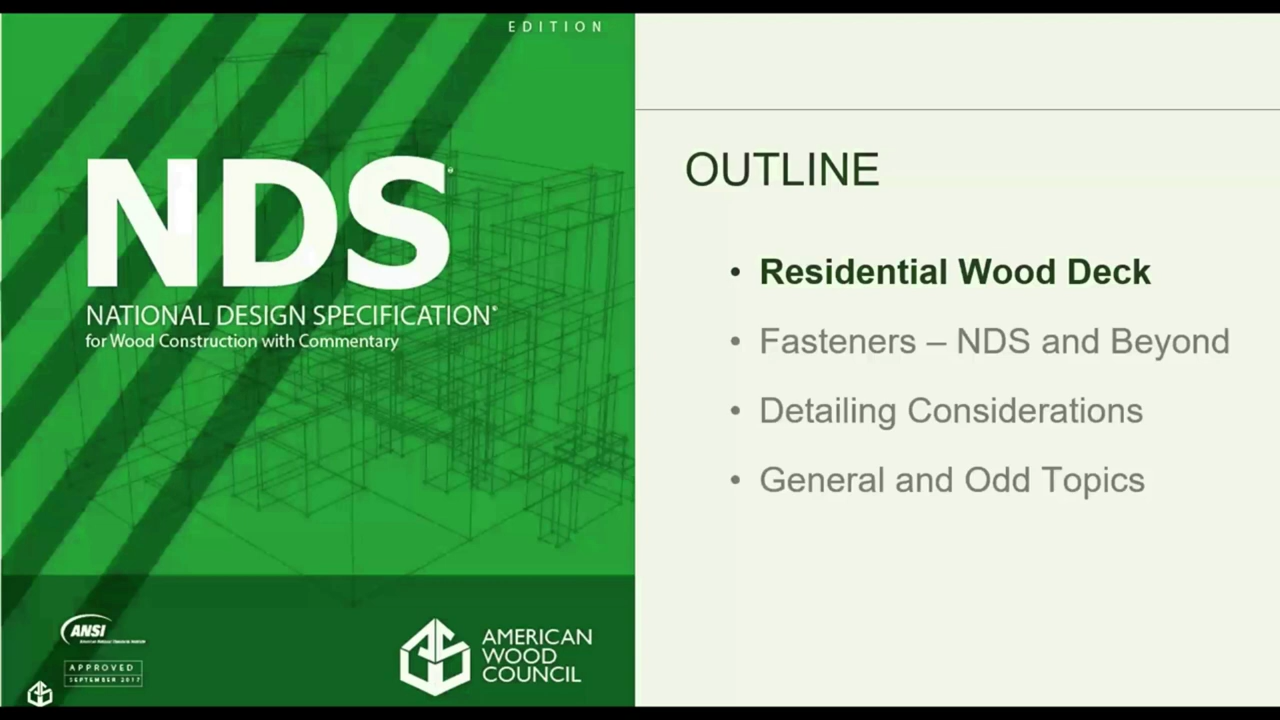 EDITION
NDS®
NATIONAL DESIGN SPECIFICATION®
for Wood Construction with Commentary
ANSI
APPROVED
SEPTEMBER 2017
AMERICAN
WOOD
COUNCIL
OUTLINE
• Residential Wood Deck
• Fasteners – NDS and Beyond
• Detailing Considerations
• General and Odd Topics